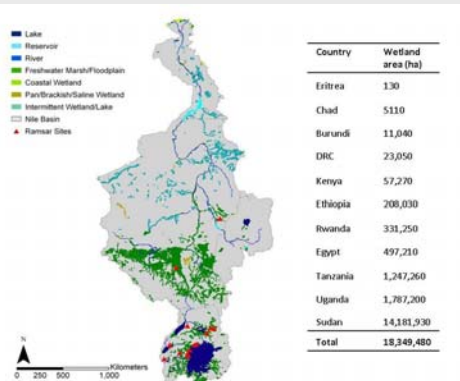 Lake
Reservoir
River
Freshwater Marsh/Floodplain
Coastal Wetland
Pan/Brackish/Saline Wetland
Intermittent Wetland/Lake
Nile Basin
Ramsar Sites
N
Kilometers
0 250 500 1,000
Country Wetland area (ha)
Eritrea 130
Chad 5110
Burundi 11,040
DRC 23,050
Kenya 57,270
Ethiopia 208,030
Rwanda 331,250
Egypt 497,210
Tanzania 1,247,260
Uganda 1,787,200
Sudan 14,181,930
Total 18,349,480